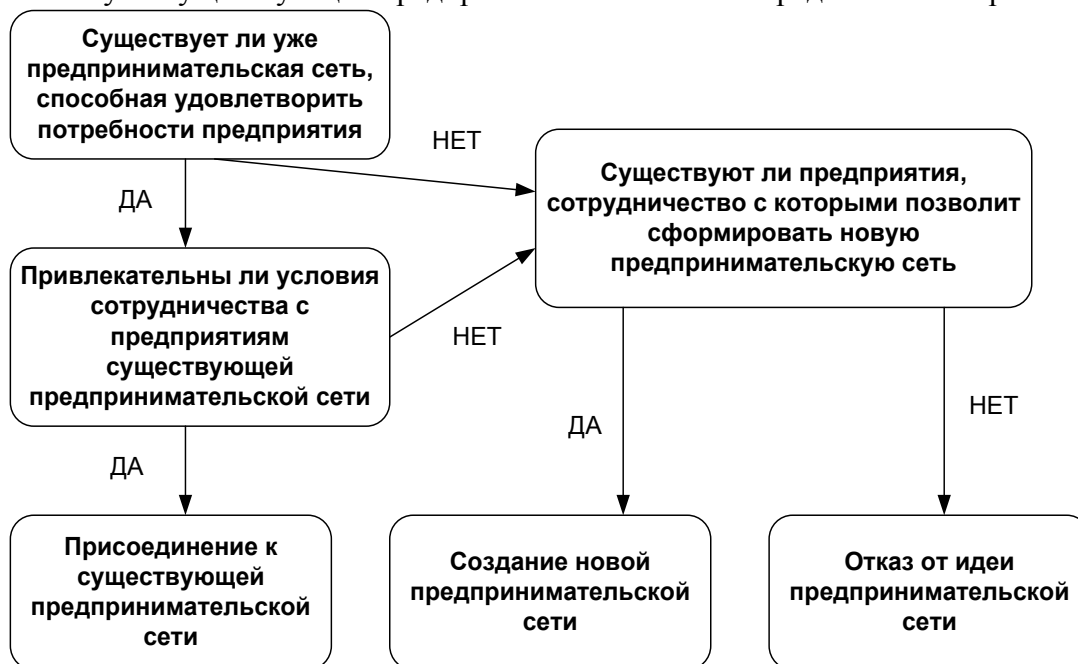 Существует ли уже
предпринимательская сеть,
способная удовлетворить
потребности предприятия
НЕТ
ДА
Существуют ли предприятия,
сотрудничество с которыми позволит
сформировать новую
предпринимательскую сеть
Привлекательны ли условия
сотрудничества с
предприятиям
существующей
предпринимательской сети
НЕТ
ДА
ДА
НЕТ
Присоединение к
существующей
предпринимательской
сети
Создание новой
предпринимательской
сети
Отказ от идеи
предпринимательской
сети